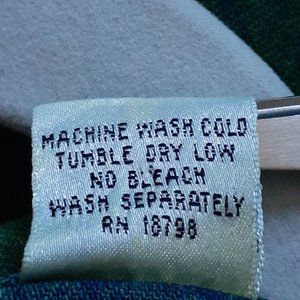 MACHINE WASH COLD
TUMBLE DRY LOW
NO BLEACH
WASH SEPARATELY
RN 18798